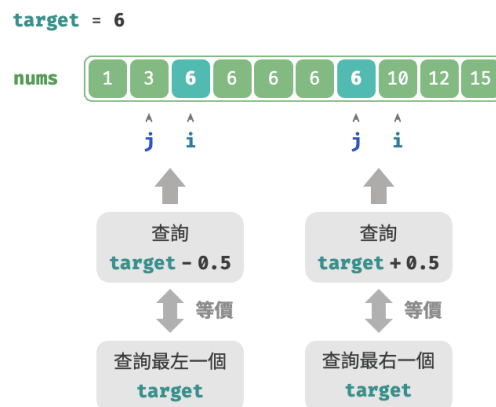 target = 6
nums 1 3 6 6 6 6 6 10 12 15
j i j i
查詢 查詢
target - 0.5 target + 0.5
等價 等價
查詢最左一個 查詢最右一個
target target